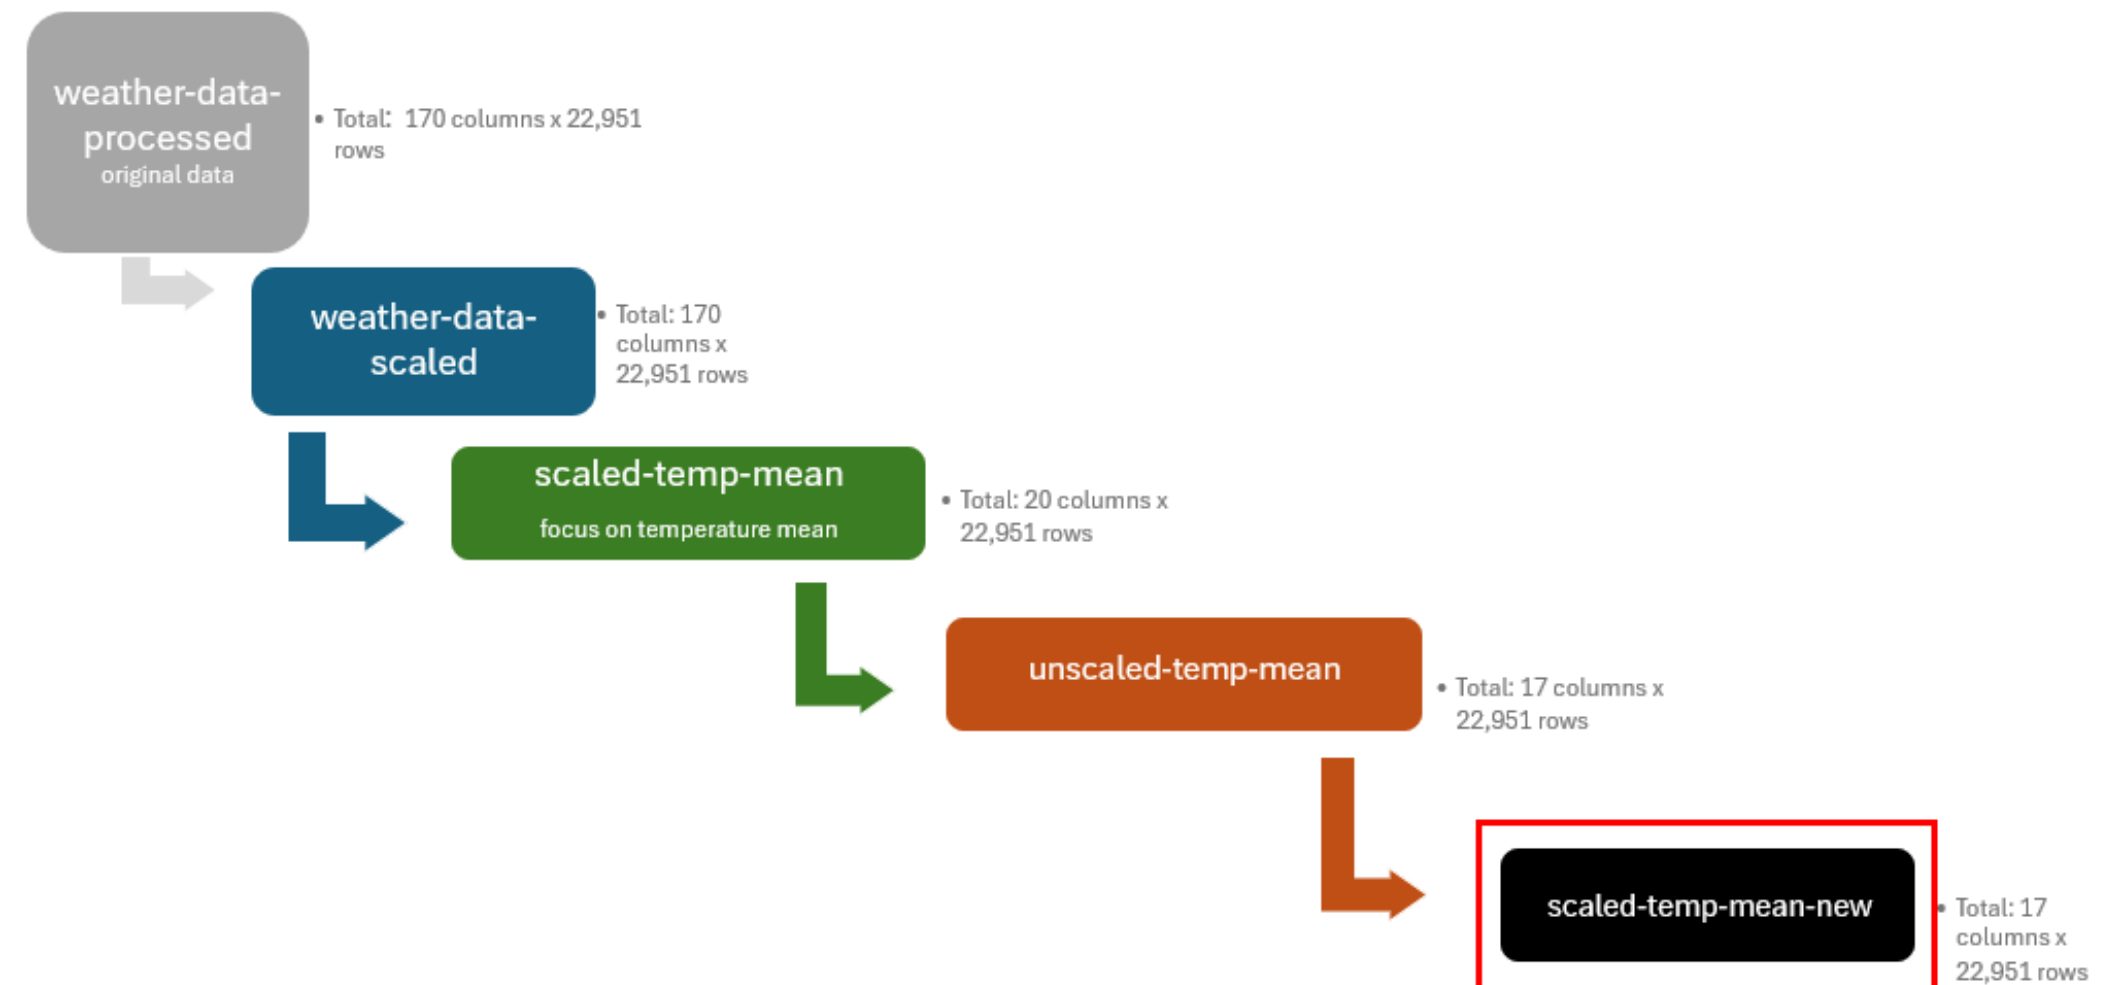 weather-data-
processed
original data
• Total:  170 columns x 22,951
rows
weather-data-
scaled
• Total: 170
columns x
22,951 rows
scaled-temp-mean
focus on temperature mean
• Total: 20 columns x
22,951 rows
unscaled-temp-mean
• Total: 17 columns x
22,951 rows
scaled-temp-mean-new
• Total: 17
columns x
22,951 rows